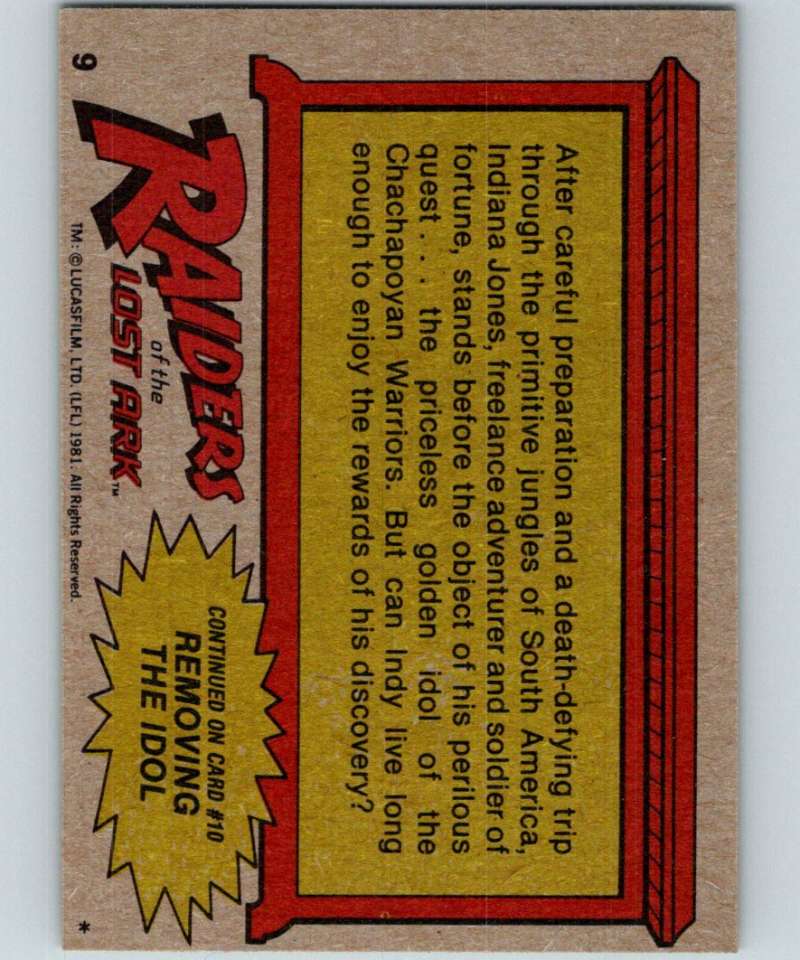 After careful preparation and a death-defying trip
through the primitive jungles of South America,
Indiana Jones, freelance adventurer and soldier of
fortune, stands before the object of his perilous
quest . . . the priceless golden idol of the
Chachapoyan Warriors. But can Indy live long
enough to enjoy the rewards of his discovery?
RAIDERS
of the
LOST ARK™
CONTINUED ON CARD #10
REMOVING
THE IDOL
9
TM: © LUCASFILM, LTD. (LFL) 1981. All Rights Reserved.
*